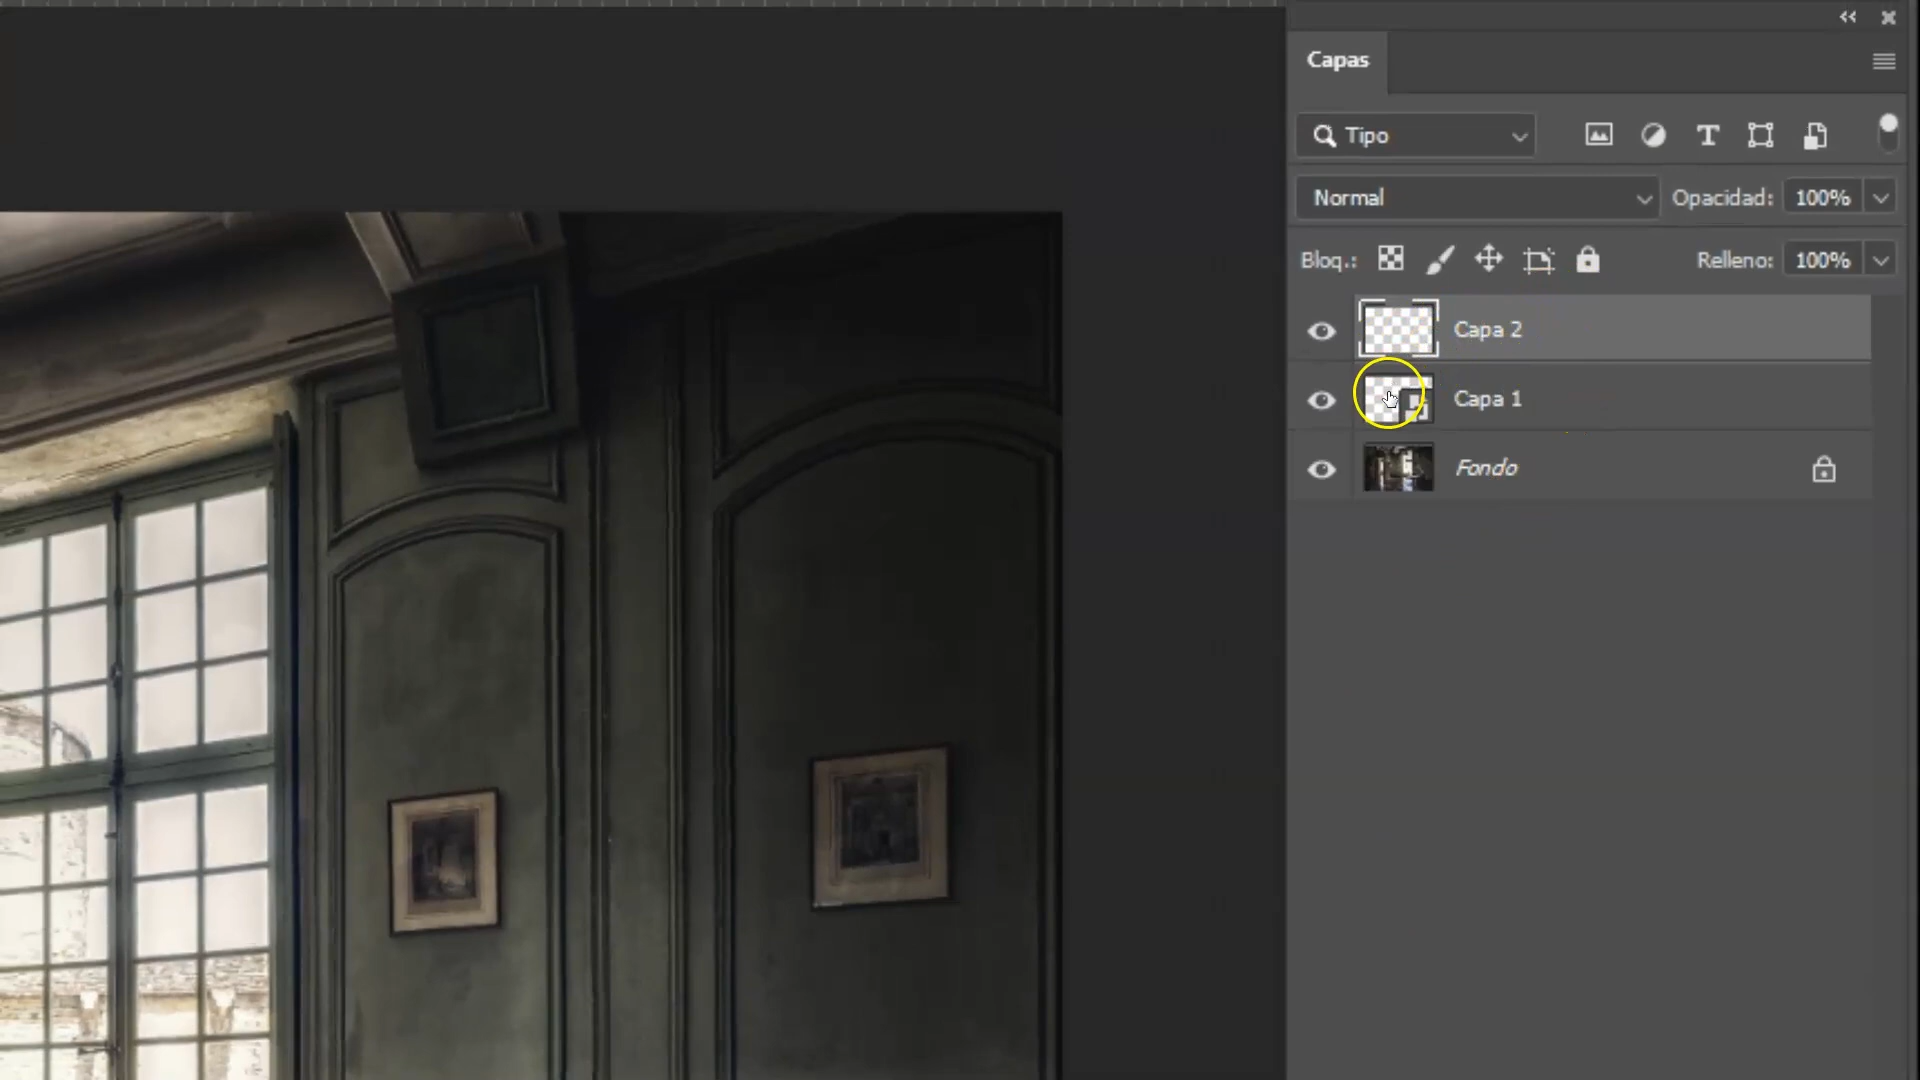 Capas
Tipo
Normal Opacidad: 100%
Bloq.: Relleno: 100%
Capa 2
Capa 1
Fondo